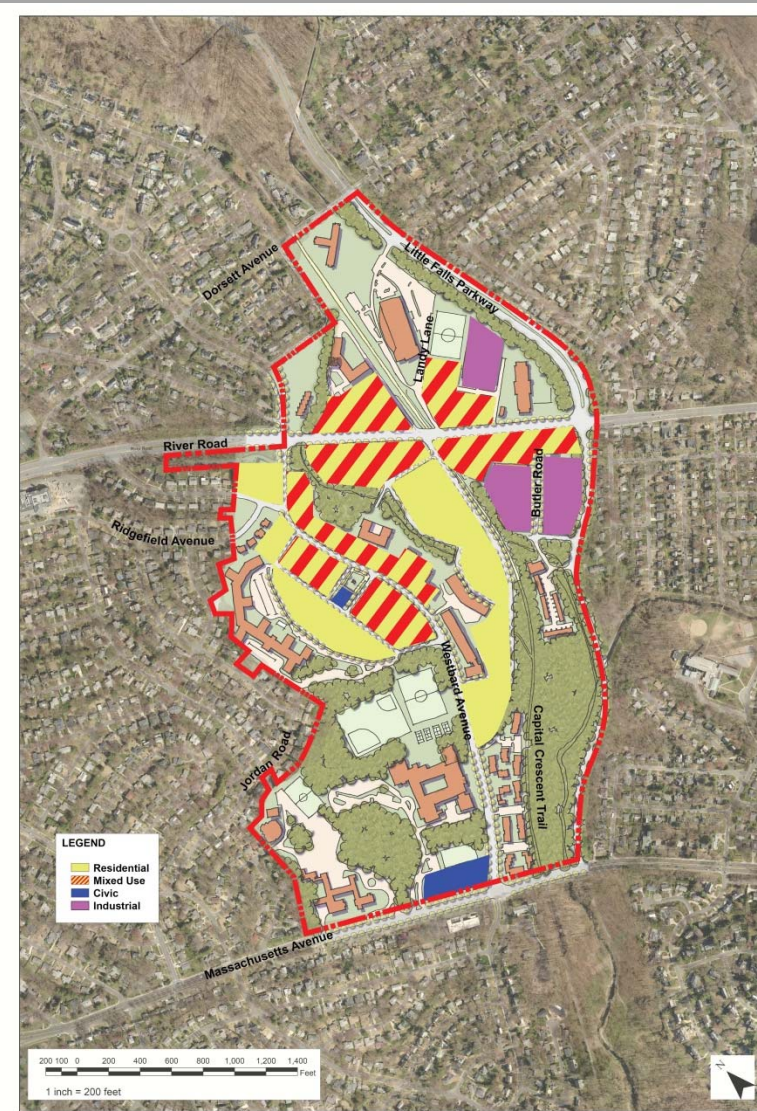 Dorsett Avenue
Little Falls Parkway
Landy Lane
River Road
Butler Road
Ridgefield Avenue
Westbard Avenue
Capital Crescent Trail
Jordan Road
LEGEND
Residential
Mixed Use
Civic
Industrial
Massachusetts Avenue
200 100 0 200 400 600 800 1,000 1,200 1,400
Feet
1 inch = 200 feet
N